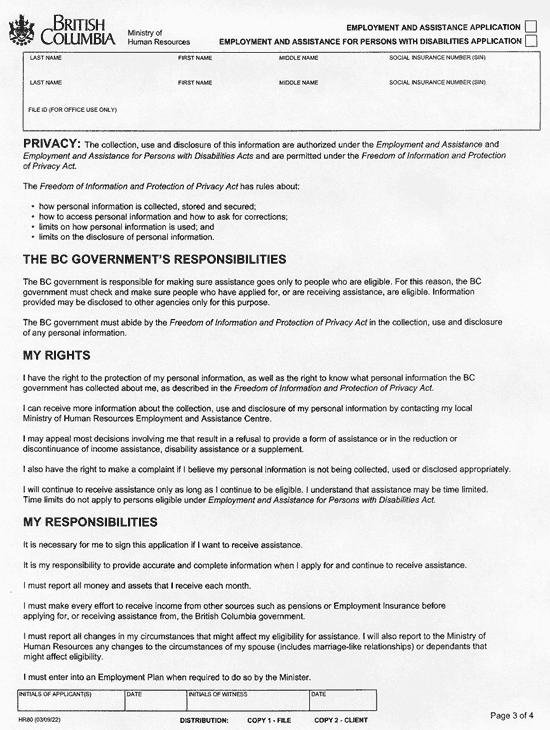 BRITISH
COLUMBIA
Ministry of
Human Resources
EMPLOYMENT AND ASSISTANCE APPLICATION
EMPLOYMENT AND ASSISTANCE FOR PERSONS WITH DISABILITIES APPLICATION
LAST NAME FIRST NAME MIDDLE NAME SOCIAL INSURANCE NUMBER (SIN)
LAST NAME FIRST NAME MIDDLE NAME SOCIAL INSURANCE NUMBER (SIN)
FILE ID (FOR OFFICE USE ONLY)
PRIVACY: The collection, use and disclosure of this information are authorized under the Employment and Assistance and
Employment and Assistance for Persons with Disabilities Acts and are permitted under the Freedom of Information and Protection
of Privacy Act.
The Freedom of Information and Protection of Privacy Act has rules about:
• how personal information is collected, stored and secured;
• how to access personal information and how to ask for corrections;
• limits on how personal information is used; and
• limits on the disclosure of personal information.
THE BC GOVERNMENT'S RESPONSIBILITIES
The BC government is responsible for making sure assistance goes only to people who are eligible. For this reason, the BC
government must check and make sure people who have applied for, or are receiving assistance, are eligible. Information
provided may be disclosed to other agencies only for this purpose.
The BC government must abide by the Freedom of Information and Protection of Privacy Act in the collection, use and disclosure
of any personal information.
MY RIGHTS
I have the right to the protection of my personal information, as well as the right to know what personal information the BC
government has collected about me, as described in the Freedom of Information and Protection of Privacy Act.
I can receive more information about the collection, use and disclosure of my personal information by contacting my local
Ministry of Human Resources Employment and Assistance Centre.
I may appeal most decisions involving me that result in a refusal to provide a form of assistance or in the reduction or
discontinuance of income assistance, disability assistance or a supplement.
I also have the right to make a complaint if I believe my personal information is not being collected, used or disclosed appropriately.
I will continue to receive assistance only as long as I continue to be eligible. I understand that assistance may be time limited.
Time limits do not apply to persons eligible under Employment and Assistance for Persons with Disabilities Act.
MY RESPONSIBILITIES
It is necessary for me to sign this application if I want to receive assistance.
It is my responsibility to provide accurate and complete information when I apply for and continue to receive assistance.
I must report all money and assets that I receive each month.
I must make every effort to receive income from other sources such as pensions or Employment Insurance before
applying for, or receiving assistance from, the British Columbia government.
I must report all changes in my circumstances that might affect my eligibility for assistance. I will also report to the Ministry of
Human Resources any changes to the circumstances of my spouse (includes marriage-like relationships) or dependants that
might affect eligibility.
I must enter into an Employment Plan when required to do so by the Minister.
INITIALS OF APPLICANT(S) DATE INITIALS OF WITNESS DATE
HR80 (03/09/22) DISTRIBUTION: COPY 1 - FILE COPY 2 - CLIENT Page 3 of 4